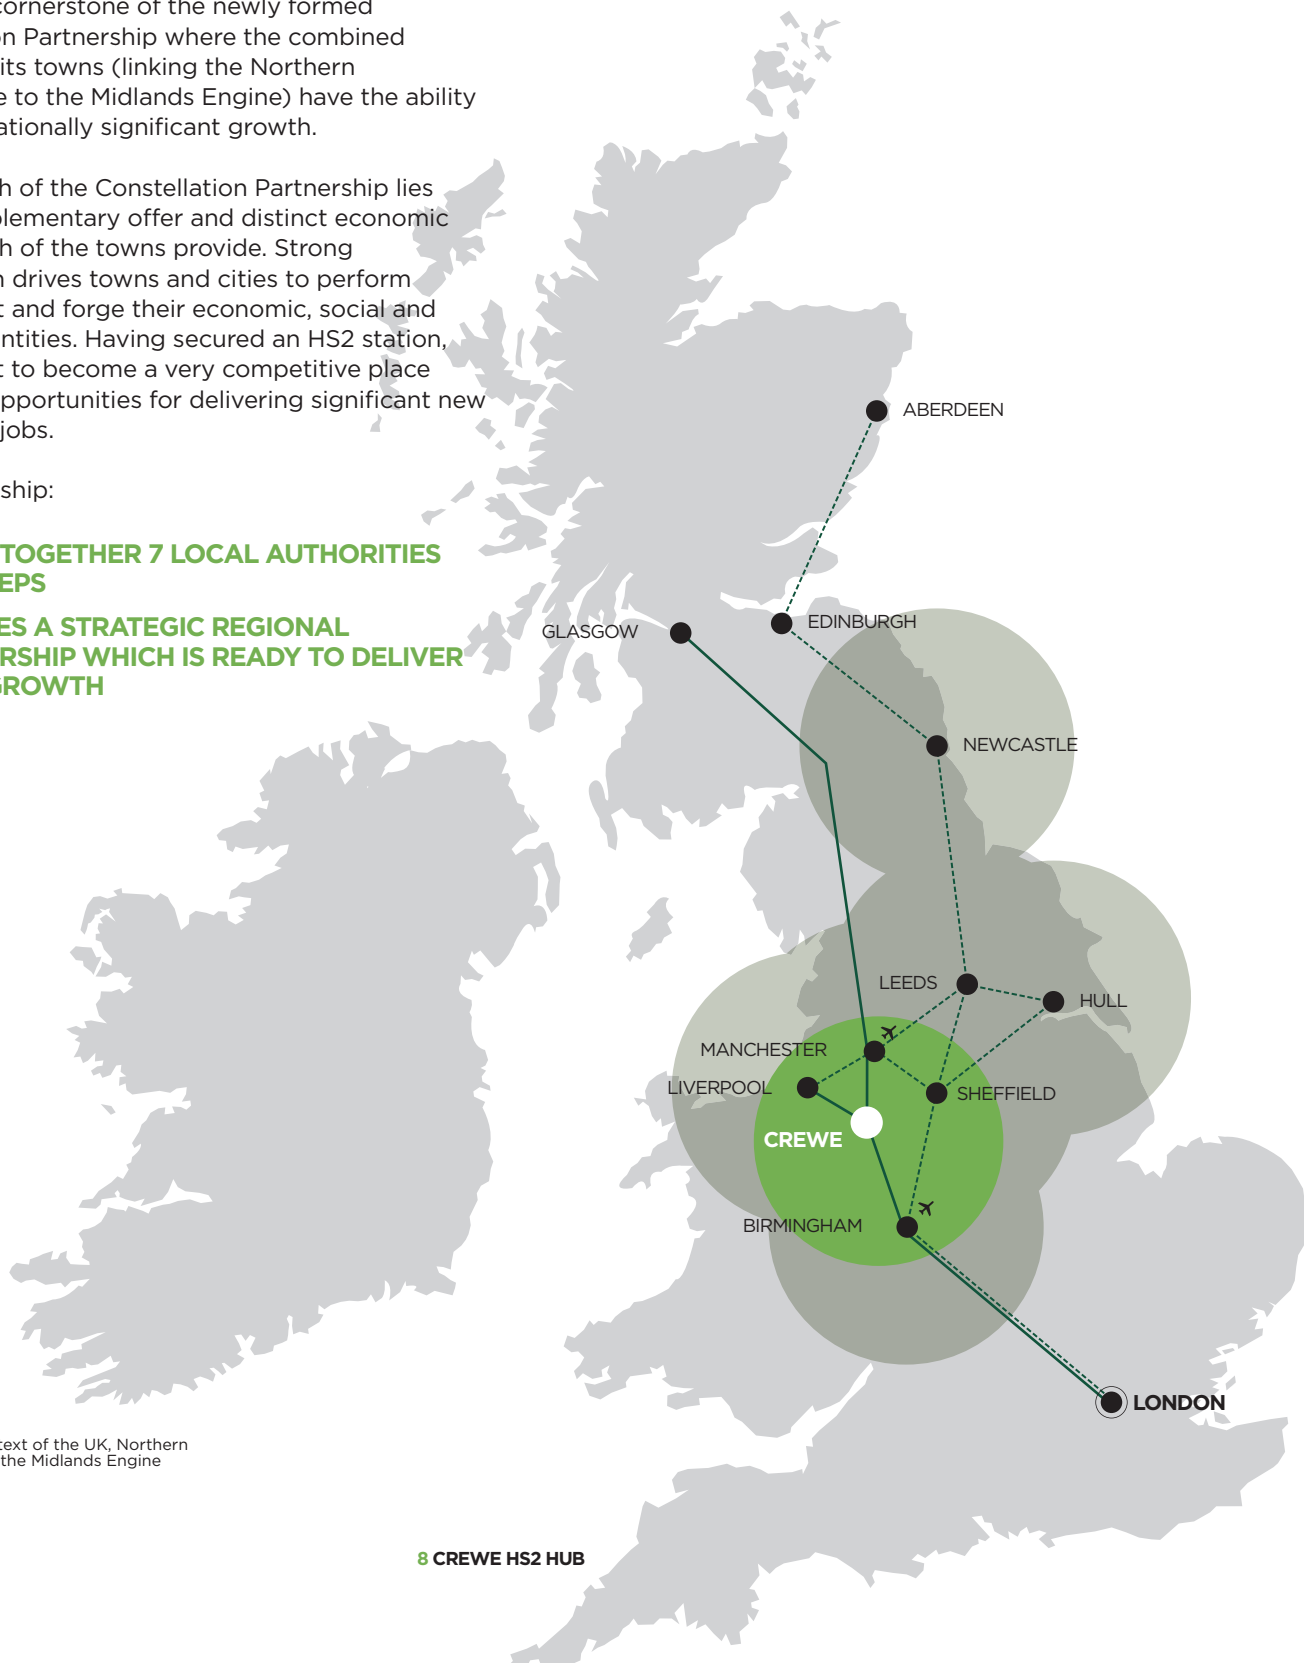 cornerstone of the newly formed
n Partnership where the combined
its towns (linking the Northern
e to the Midlands Engine) have the ability
ationally significant growth.
h of the Constellation Partnership lies
plementary offer and distinct economic
h of the towns provide. Strong
n drives towns and cities to perform
t and forge their economic, social and
entities. Having secured an HS2 station,
t to become a very competitive place
opportunities for delivering significant new
jobs.
ship:
TOGETHER 7 LOCAL AUTHORITIES
EPS
ES A STRATEGIC REGIONAL
RSHIP WHICH IS READY TO DELIVER
GROWTH
ABERDEEN
EDINBURGH
GLASGOW
NEWCASTLE
LEEDS
HULL
MANCHESTER
LIVERPOOL
SHEFFIELD
CREWE
BIRMINGHAM
LONDON
text of the UK, Northern
the Midlands Engine
8 CREWE HS2 HUB